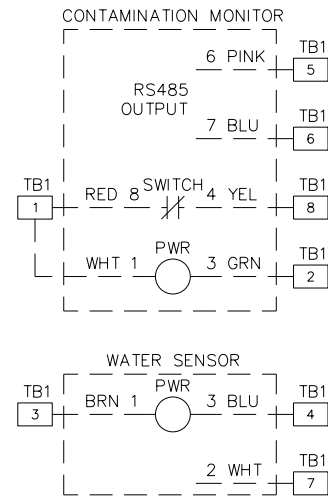 CONTAMINATION MONITOR
6 PINK
TB1
5
RS485
OUTPUT
7 BLU
TB1
6
TB1
1
RED 8
SWITCH
4 YEL
TB1
8
WHT 1
PWR
3 GRN
TB1
2
WATER SENSOR
TB1
3
BRN 1
PWR
3 BLU
TB1
4
2 WHT
TB1
7